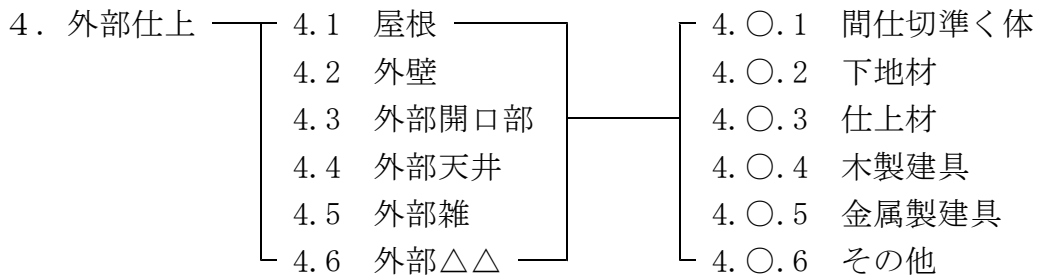 ４．外部仕上
4.1 屋根
4.2 外壁
4.3 外部開口部
4.4 外部天井
4.5 外部雑
4.6 外部△△
4.○.1 間仕切準く体
4.○.2 下地材
4.○.3 仕上材
4.○.4 木製建具
4.○.5 金属製建具
4.○.6 その他